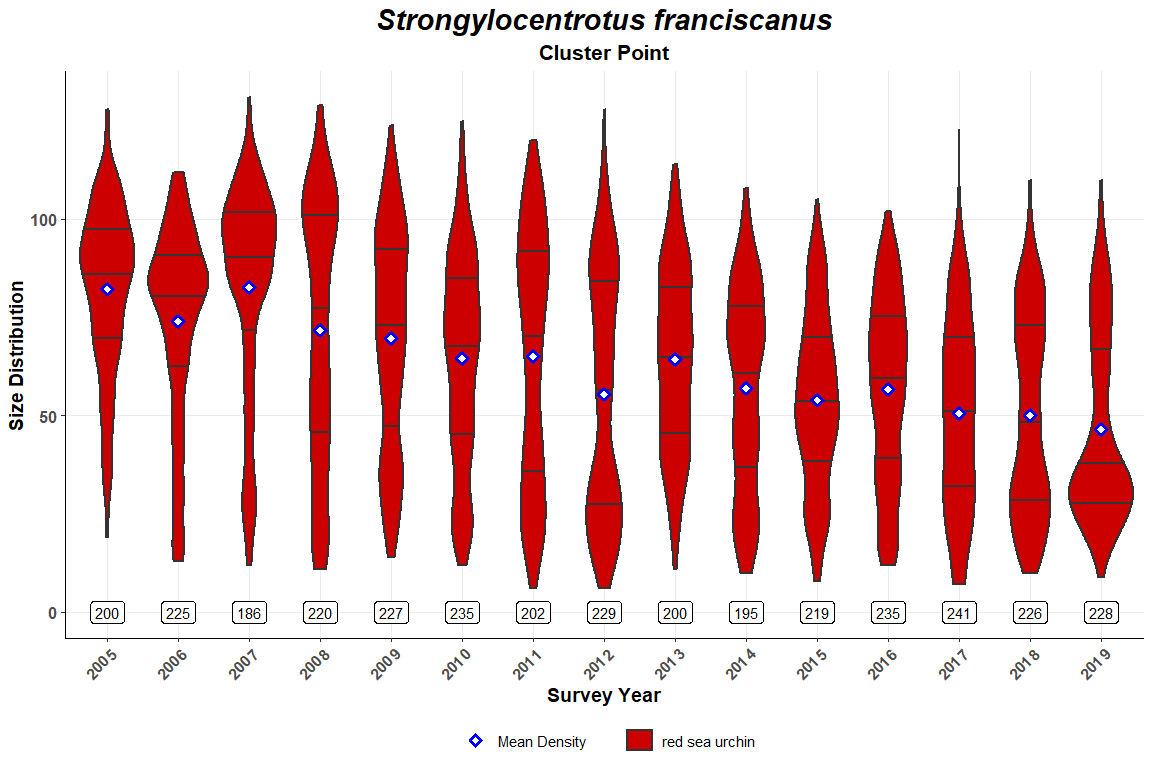 Strongylocentrotus franciscanus
Cluster Point
Size Distribution
100
50
0
200 225 186 220 227 235 202 229 200 195 219 235 241 226 228
2005 2006 2007 2008 2009 2010 2011 2012 2013 2014 2015 2016 2017 2018 2019
Survey Year
Mean Density red sea urchin